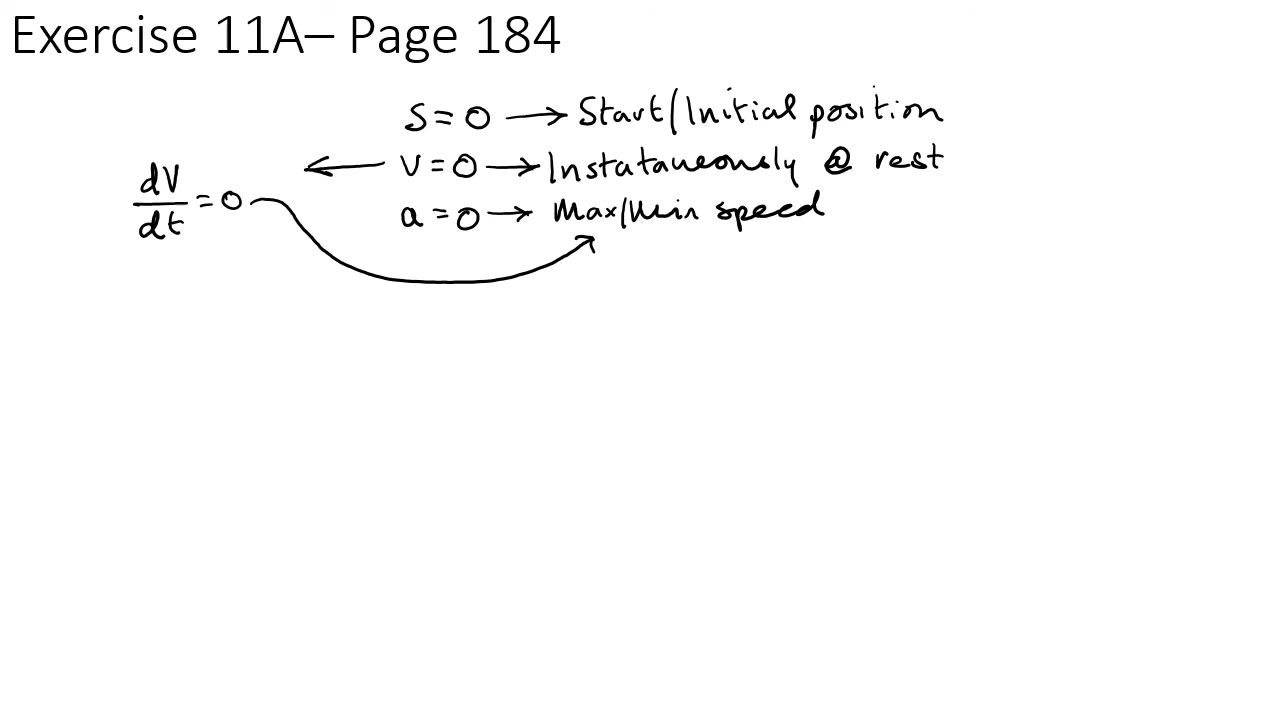 Exercise 11A– Page 184
S = 0 → Start/Initial position
← v = 0 → Instataneously @ rest
dV/dt = 0
a = 0 → Max/Min speed